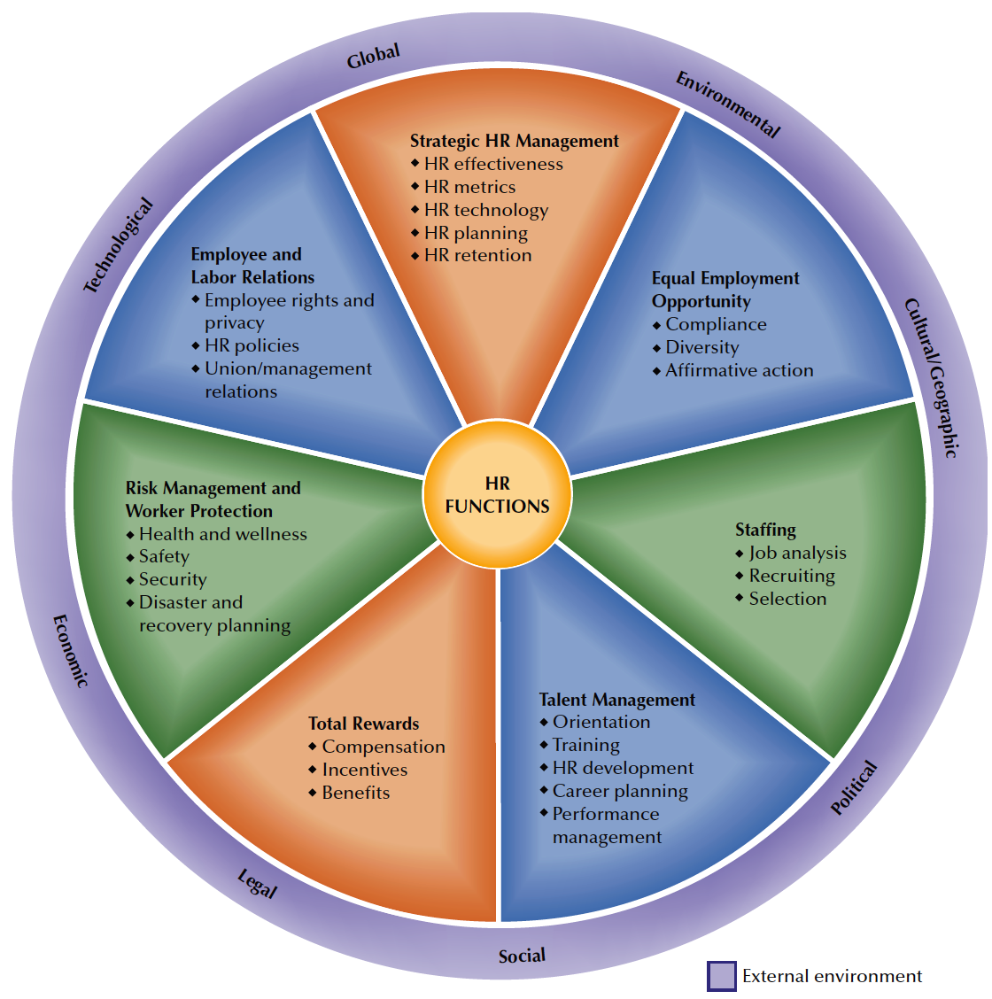 Global
Environmental
Technological
Cultural/Geographic
Economic
Political
Legal
Social
Strategic HR Management
◆ HR effectiveness
◆ HR metrics
◆ HR technology
◆ HR planning
◆ HR retention
Equal Employment
Opportunity
◆ Compliance
◆ Diversity
◆ Affirmative action
Staffing
◆ Job analysis
◆ Recruiting
◆ Selection
Talent Management
◆ Orientation
◆ Training
◆ HR development
◆ Career planning
◆ Performance
management
Total Rewards
◆ Compensation
◆ Incentives
◆ Benefits
Risk Management and
Worker Protection
◆ Health and wellness
◆ Safety
◆ Security
◆ Disaster and
recovery planning
Employee and
Labor Relations
◆ Employee rights and
privacy
◆ HR policies
◆ Union/management
relations
HR
FUNCTIONS
External environment